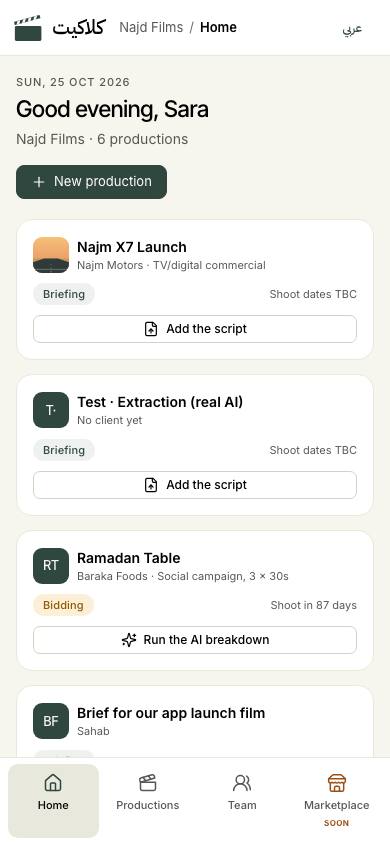 كلاكيت
Najd Films / Home
عربي
SUN, 25 OCT 2026
Good evening, Sara
Najd Films · 6 productions
+ New production
Najm X7 Launch
Najm Motors · TV/digital commercial
Briefing
Shoot dates TBC
Add the script
T·
Test · Extraction (real AI)
No client yet
Briefing
Shoot dates TBC
Add the script
RT
Ramadan Table
Baraka Foods · Social campaign, 3 × 30s
Bidding
Shoot in 87 days
Run the AI breakdown
BF
Brief for our app launch film
Sahab
Home
Productions
Team
Marketplace
SOON